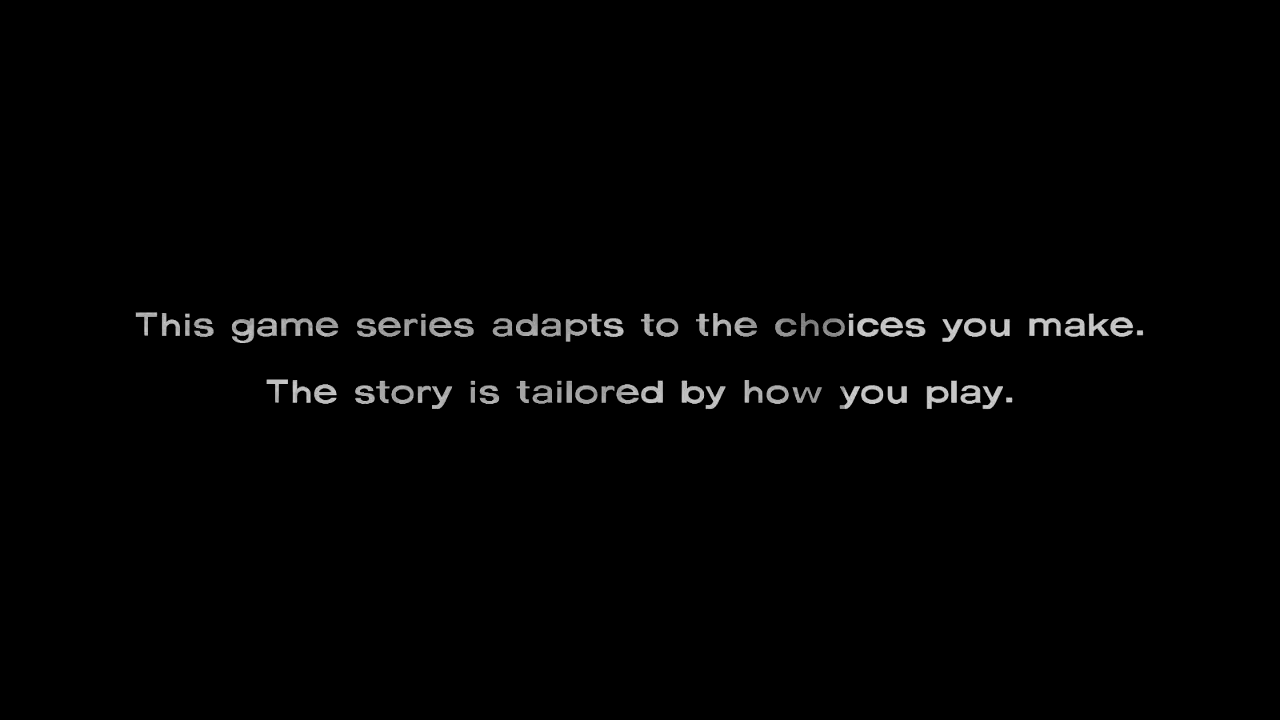 This game series adapts to the choices you make.
The story is tailored by how you play.